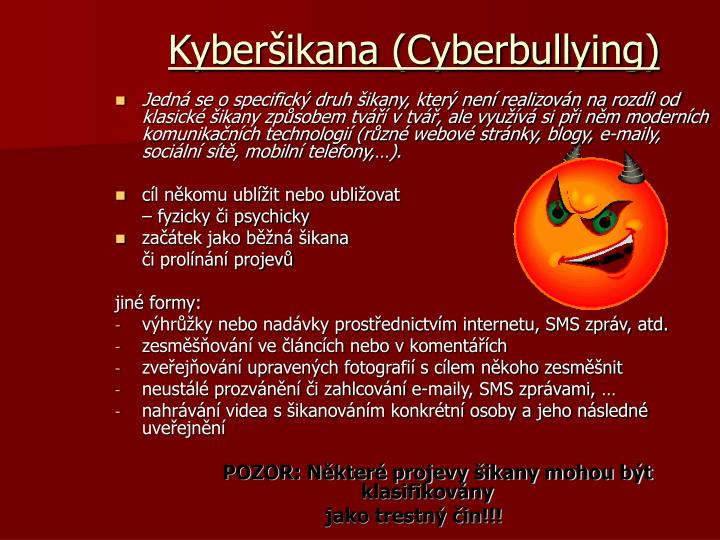 Kyberšikana (Cyberbullying)
Jedná se o specifický druh šikany, který není realizován na rozdíl od
klasické šikany způsobem tváří v tvář, ale využívá si při něm moderních
komunikačních technologií (různé webové stránky, blogy, e-maily,
sociální sítě, mobilní telefony,…).
cíl někomu ublížit nebo ubližovat
– fyzicky či psychicky
začátek jako běžná šikana
či prolínání projevů
jiné formy:
- výhrůžky nebo nadávky prostřednictvím internetu, SMS zpráv, atd.
- zesměšňování ve článcích nebo v komentářích
- zveřejňování upravených fotografií s cílem někoho zesměšnit
- neustálé prozvánění či zahlcování e-maily, SMS zprávami, …
- nahrávání videa s šikanováním konkrétní osoby a jeho následné
uveřejnění
POZOR: Některé projevy šikany mohou být
klasifikovány
jako trestný čin!!!